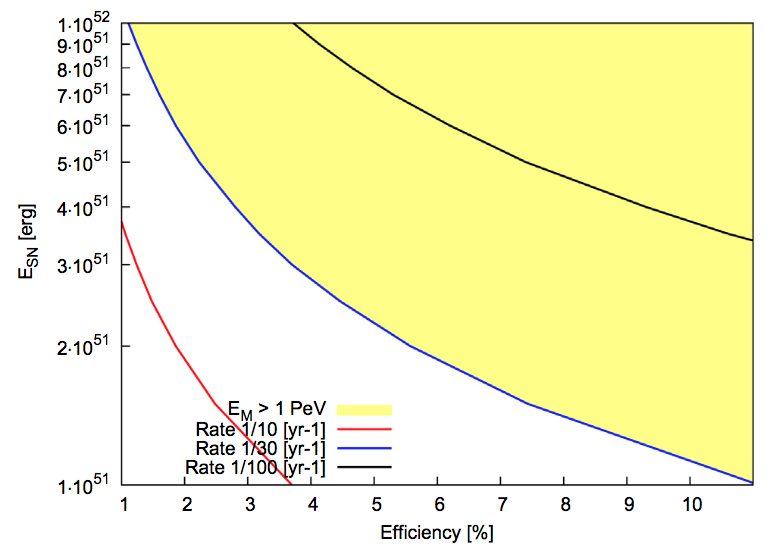 1·10^52
9·10^51
8·10^51
7·10^51
6·10^51
5·10^51
4·10^51
3·10^51
2·10^51
1·10^51
E_SN [erg]
E_M > 1 PeV
Rate 1/10 [yr-1]
Rate 1/30 [yr-1]
Rate 1/100 [yr-1]
1 2 3 4 5 6 7 8 9 10
Efficiency [%]